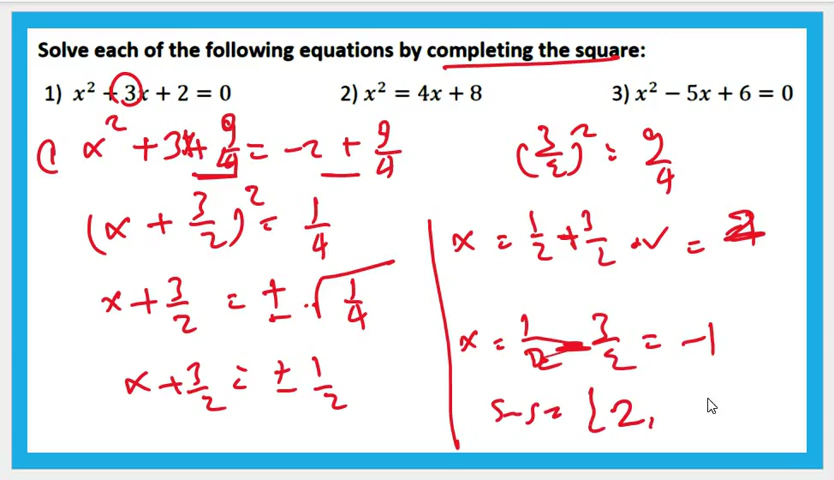 Solve each of the following equations by completing the square:
1) x² + 3x + 2 = 0 2) x² = 4x + 8 3) x² − 5x + 6 = 0
x² + 3x + 9/4 = -2 + 9/4
(3/2)² = 9/4
(x + 3/2)² = 1/4
x + 3/2 = ± √1/4
x + 3/2 = ± 1/2
x = 1/2 + 3/2 = 2
x = 1/2 - 3/2 = -1
S-S = {2,